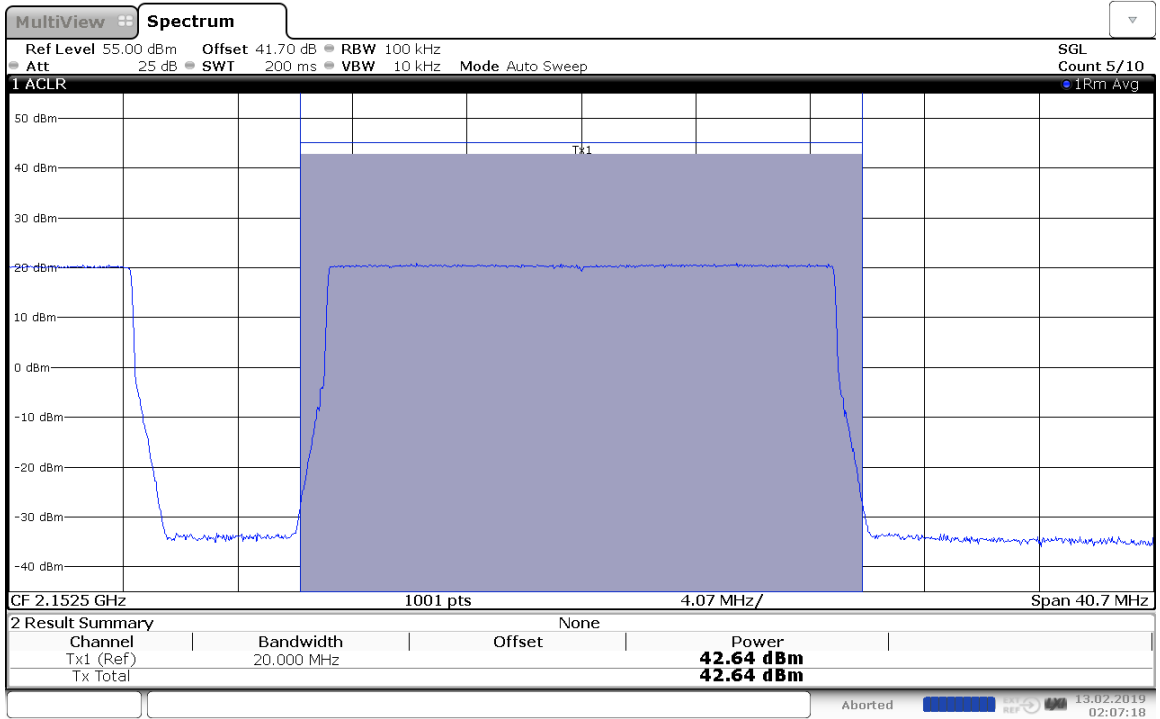 MultiView Spectrum
Ref Level 55.00 dBm Offset 41.70 dB RBW 100 kHz SGL
Att 25 dB SWT 200 ms VBW 10 kHz Mode Auto Sweep Count 5/10
1 ACLR 1Rm Avg
50 dBm
Tx1
40 dBm
30 dBm
20 dBm
10 dBm
0 dBm
-10 dBm
-20 dBm
-30 dBm
-40 dBm
CF 2.1525 GHz 1001 pts 4.07 MHz/ Span 40.7 MHz
2 Result Summary None
Channel Bandwidth Offset Power
Tx1 (Ref) 20.000 MHz 42.64 dBm
Tx Total 42.64 dBm
Aborted EXT REF 13.02.2019
02:07:18